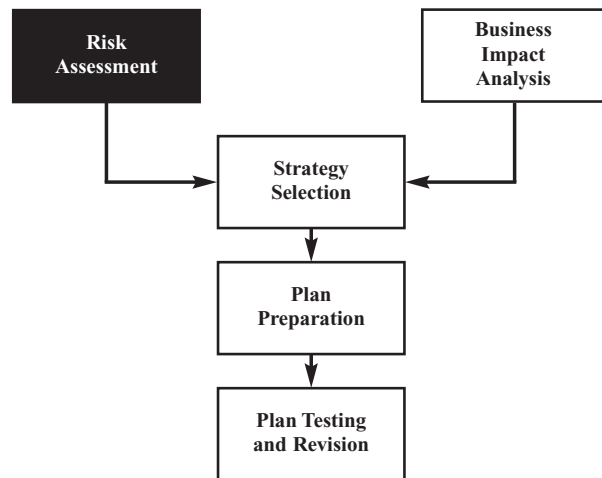 Risk
Assessment
Business
Impact
Analysis
Strategy
Selection
Plan
Preparation
Plan Testing
and Revision